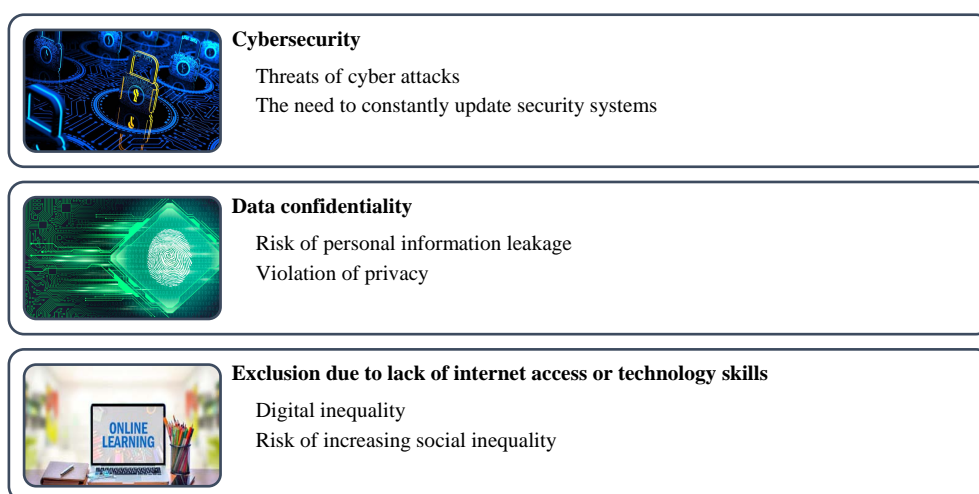 Cybersecurity
Threats of cyber attacks
The need to constantly update security systems
Data confidentiality
Risk of personal information leakage
Violation of privacy
Exclusion due to lack of internet access or technology skills
Digital inequality
Risk of increasing social inequality
ONLINE
LEARNING